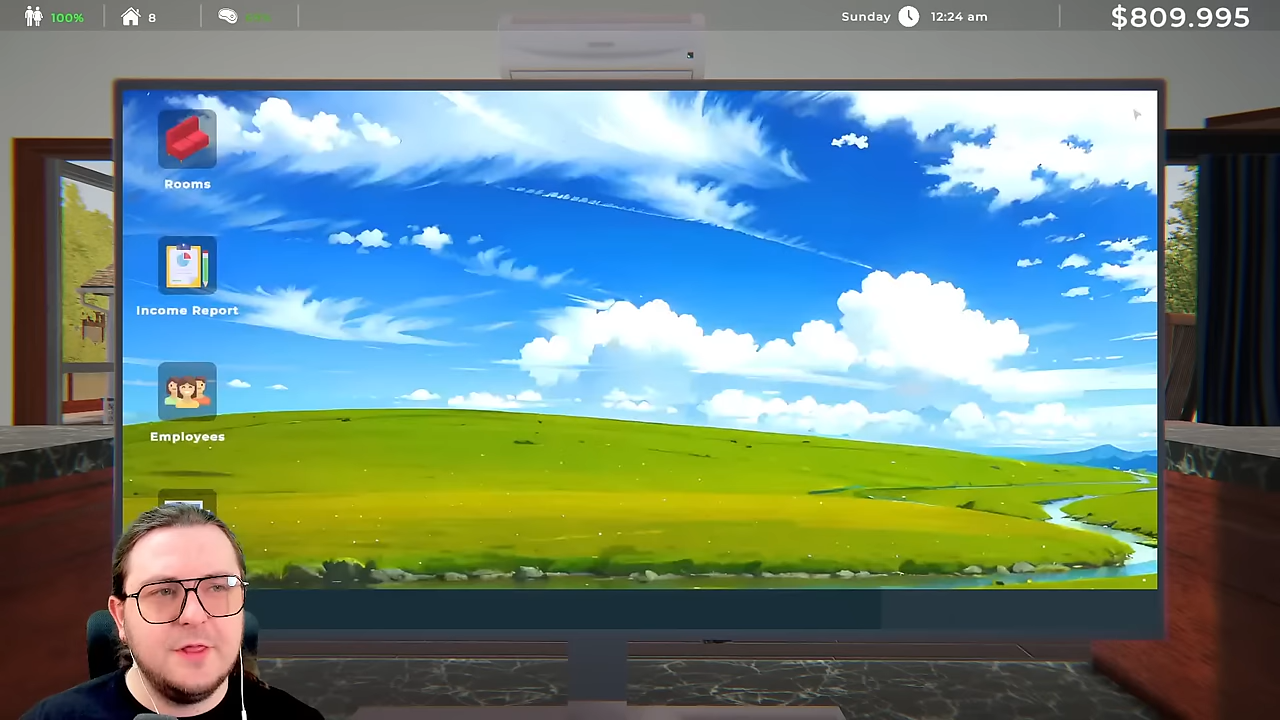 100%
8
Sunday
12:24 am
$809.995
Rooms
Income Report
Employees